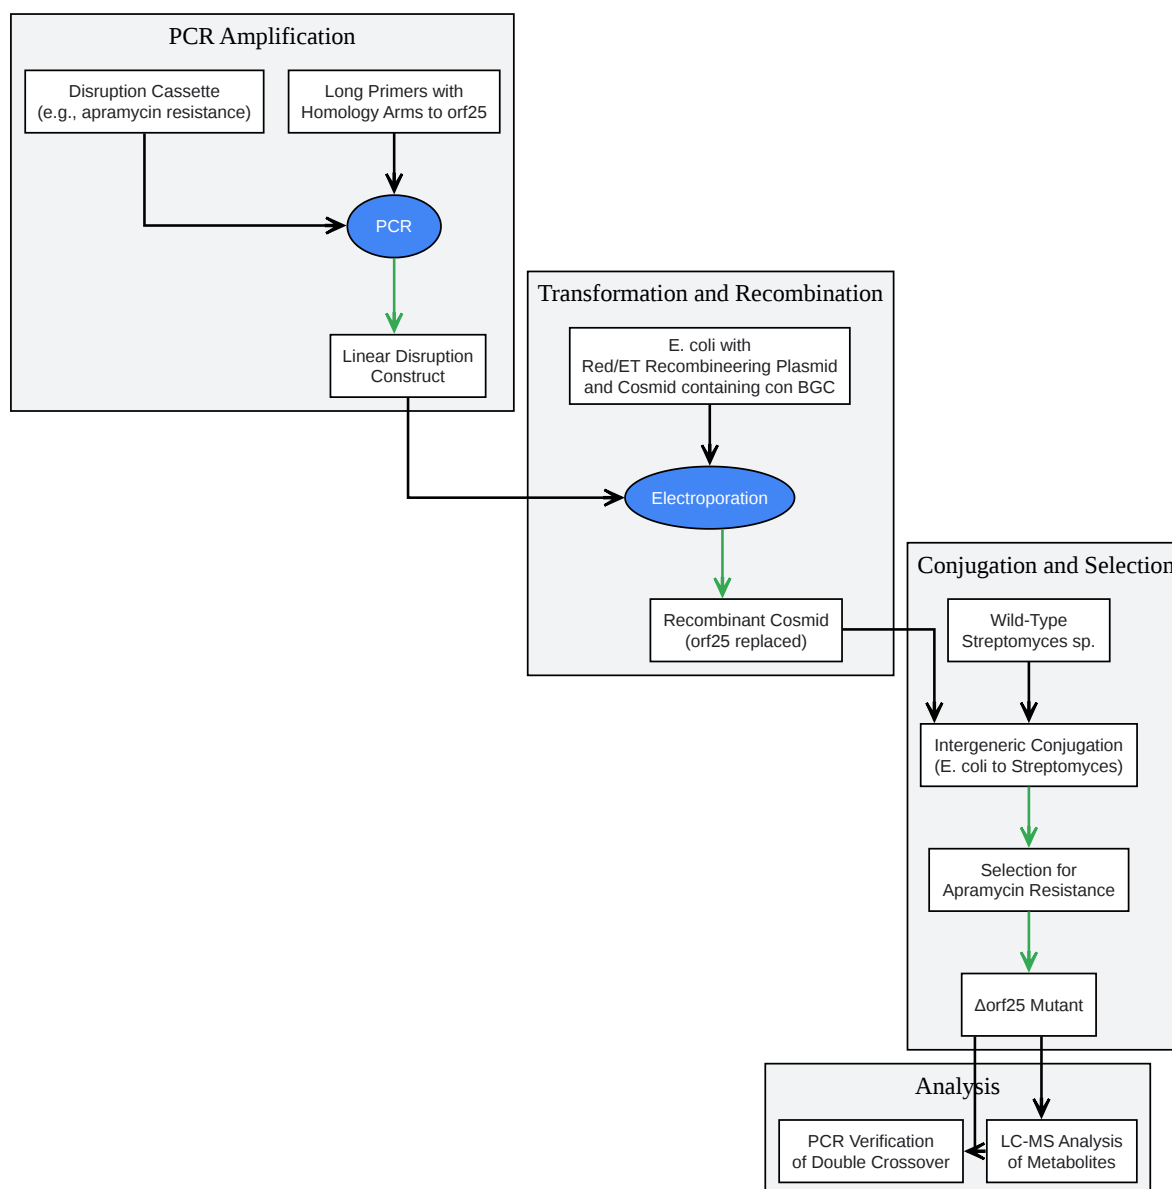 PCR Amplification
Disruption Cassette
(e.g., apramycin resistance)
Long Primers with
Homology Arms to orf25
PCR
Linear Disruption
Construct
Transformation and Recombination
E. coli with
Red/ET Recombineering Plasmid
and Cosmid containing con BGC
Electroporation
Recombinant Cosmid
(orf25 replaced)
Conjugation and Selection
Wild-Type
Streptomyces sp.
Intergeneric Conjugation
(E. coli to Streptomyces)
Selection for
Apramycin Resistance
Δorf25 Mutant
Analysis
PCR Verification
of Double Crossover
LC-MS Analysis
of Metabolites